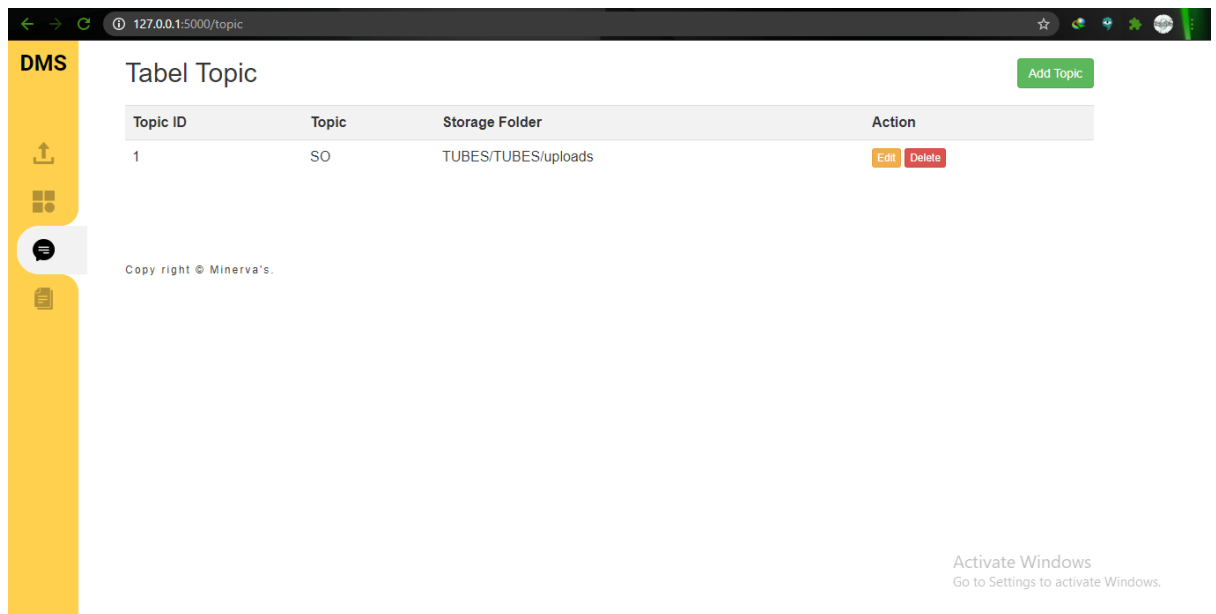 127.0.0.1:5000/topic
DMS
Tabel Topic
Add Topic
Topic ID Topic Storage Folder Action
1 SO TUBES/TUBES/uploads Edit Delete
Copy right © Minerva's.
Activate Windows
Go to Settings to activate Windows.